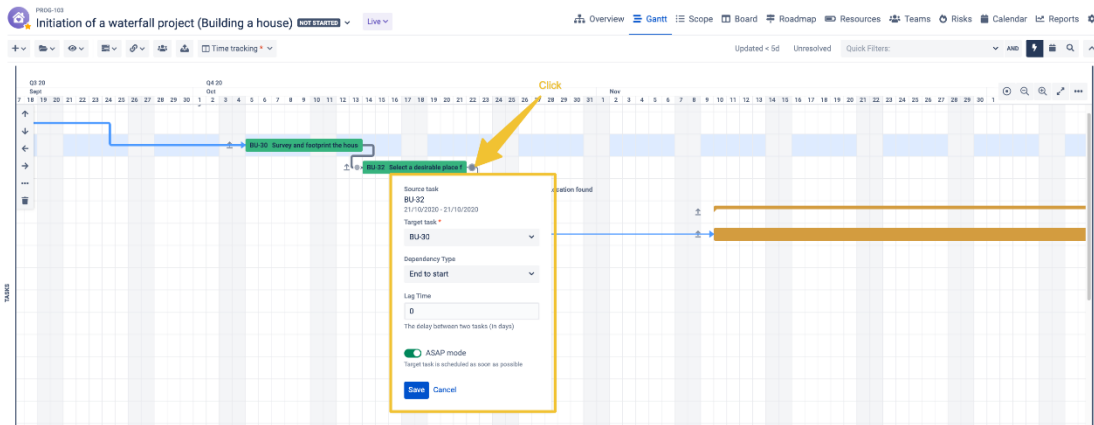 PROG-103
Initiation of a waterfall project (Building a house) NOT STARTED Live
Overview Gantt Scope Board Roadmap Resources Teams Risks Calendar Reports
Time tracking * Updated < 5d Unresolved Quick Filters: AND
Click
Q3 20 Q4 20
Sept Oct Nov
7 18 19 20 21 22 23 24 25 26 27 28 29 30 1 2 3 4 5 6 7 8 9 10 11 12 13 14 15 16 17 18 19 20 21 22 23 24 25 26 27 28 29 30 31 1 2 3 4 5 6 7 8 9 10 11 12 13 14 15 16 17 18 19 20 21 22 23 24 25 26 27 28 29 30 1
BU-30 Survey and footprint the hous
BU-32 Select a desirable place f
ocation found
Source task
BU-32
21/10/2020 - 21/10/2020
Target task *
BU-30
Dependency Type
End to start
Lag Time
0
The delay between two tasks (in days)
ASAP mode
Target task is scheduled as soon as possible
Save Cancel
TASKS